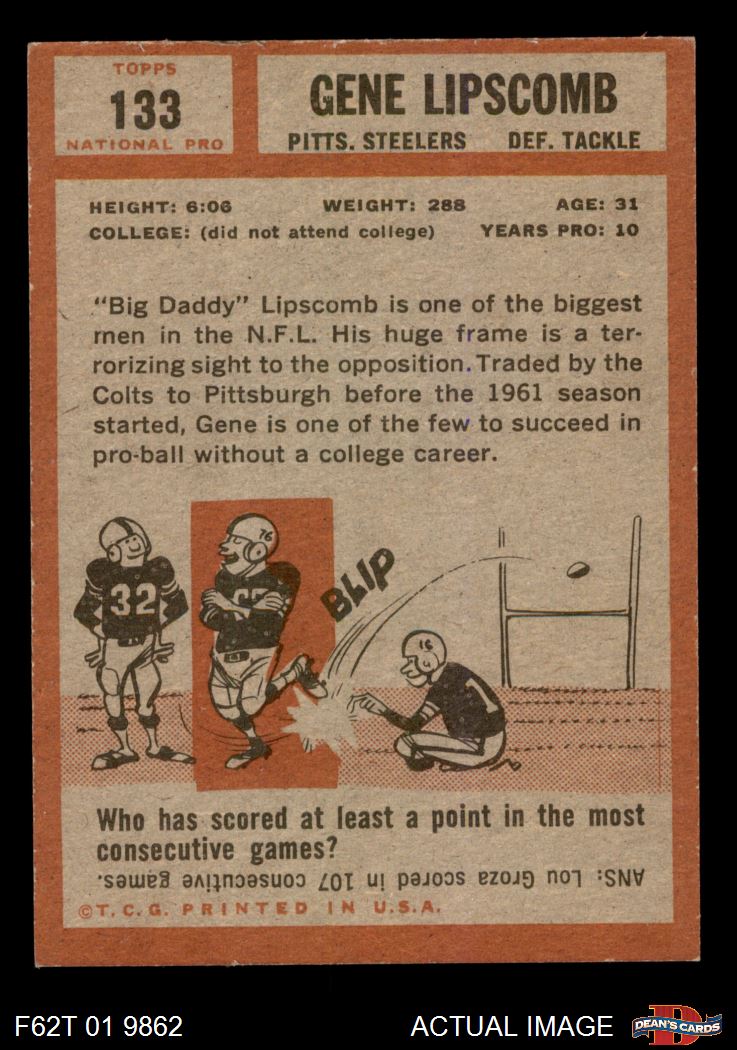 TOPPS
133
NATIONAL PRO
GENE LIPSCOMB
PITTS. STEELERS DEF. TACKLE
HEIGHT: 6:06 WEIGHT: 288 AGE: 31
COLLEGE: (did not attend college) YEARS PRO: 10
"Big Daddy" Lipscomb is one of the biggest
men in the N.F.L. His huge frame is a ter-
rorizing sight to the opposition. Traded by the
Colts to Pittsburgh before the 1961 season
started, Gene is one of the few to succeed in
pro-ball without a college career.
32
76
BLIP
16
1
Who has scored at least a point in the most
consecutive games?
ANS: Lou Groza scored in 107 consecutive games.
©T.C.G. PRINTED IN U.S.A.
F62T 01 9862
ACTUAL IMAGE
D
DEAN'S CARDS